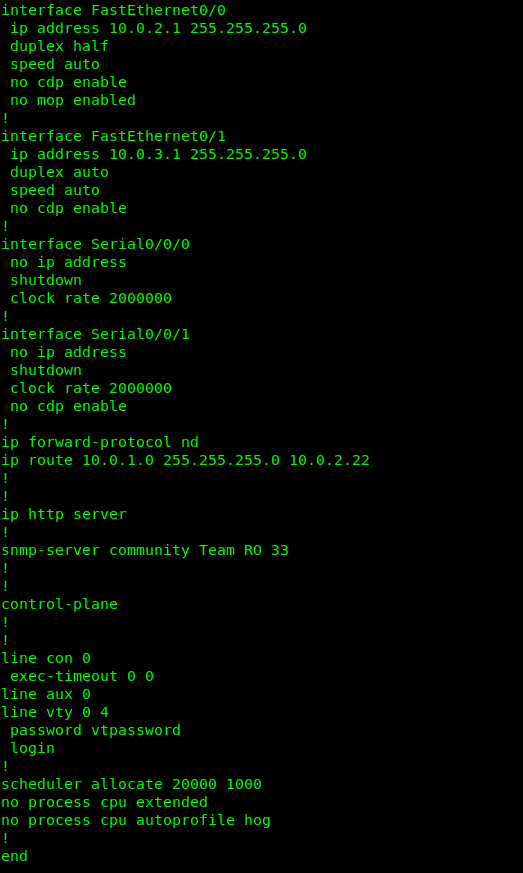 interface FastEthernet0/0
 ip address 10.0.2.1 255.255.255.0
 duplex half
 speed auto
 no cdp enable
 no mop enabled
!
interface FastEthernet0/1
 ip address 10.0.3.1 255.255.255.0
 duplex auto
 speed auto
 no cdp enable
!
interface Serial0/0/0
 no ip address
 shutdown
 clock rate 2000000
!
interface Serial0/0/1
 no ip address
 shutdown
 clock rate 2000000
 no cdp enable
!
ip forward-protocol nd
ip route 10.0.1.0 255.255.255.0 10.0.2.22
!
!
ip http server
!
snmp-server community Team RO 33
!
!
control-plane
!
!
line con 0
 exec-timeout 0 0
line aux 0
line vty 0 4
 password vtpassword
 login
!
scheduler allocate 20000 1000
no process cpu extended
no process cpu autoprofile hog
!
end